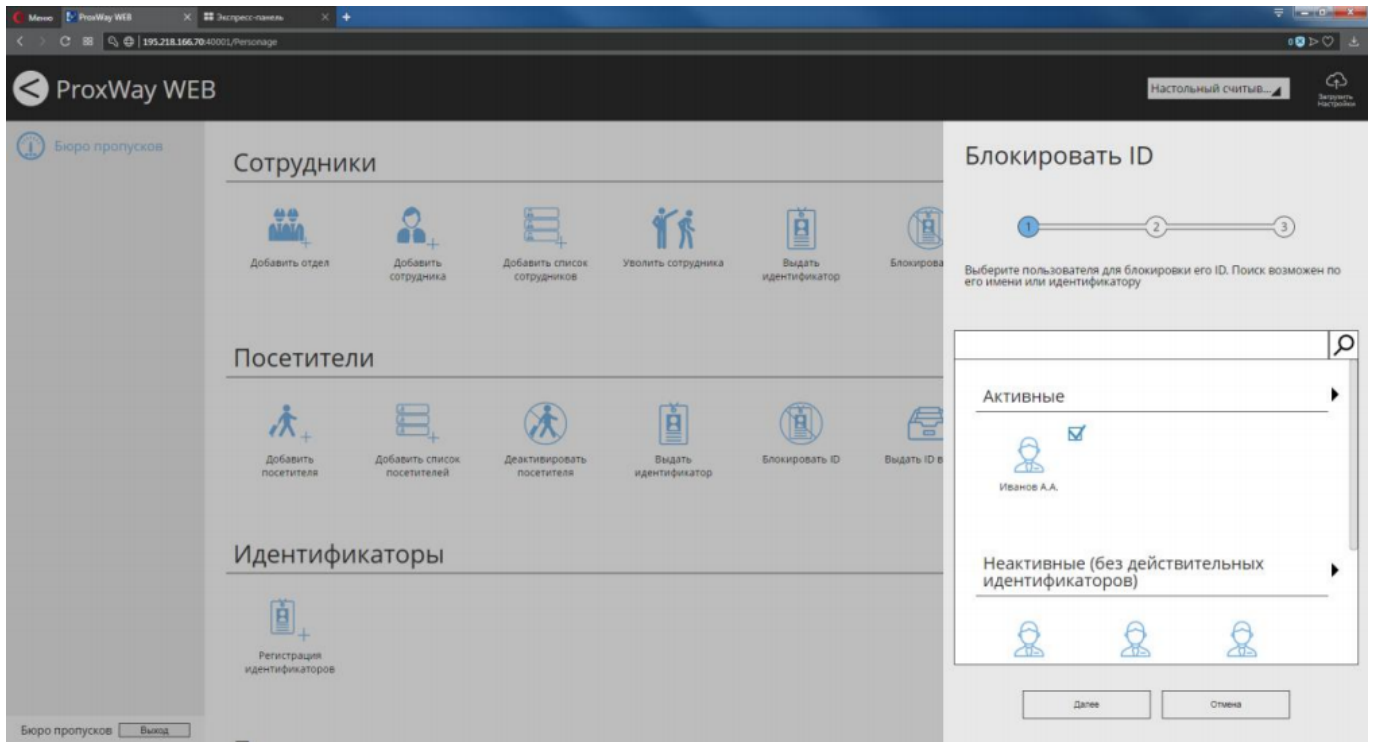 Меню ProxWay WEB Экспресс-панель
195.218.166.70:40001/Personage
ProxWay WEB
Настольный считыв...
Загрузить
Настройки
Бюро пропусков
Сотрудники
Добавить отдел
Добавить
сотрудника
Добавить список
сотрудников
Уволить сотрудника
Выдать
идентификатор
Блокирова
Посетители
Добавить
посетителя
Добавить список
посетителей
Деактивировать
посетителя
Выдать
идентификатор
Блокировать ID
Выдать ID в
Идентификаторы
Регистрация
идентификаторов
Бюро пропусков Выход
Блокировать ID
1 2 3
Выберите пользователя для блокировки его ID. Поиск возможен по
его имени или идентификатору
Активные
Иванов А.А.
Неактивные (без действительных
идентификаторов)
Далее Отмена